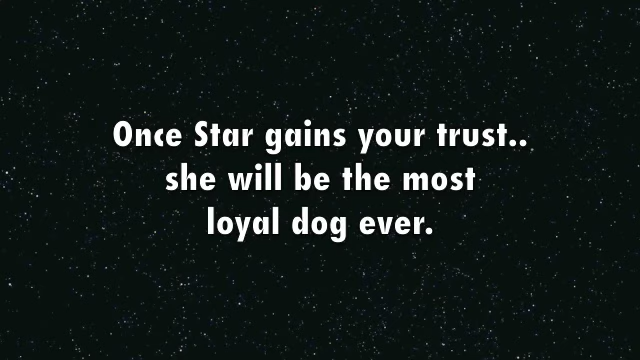 Once Star gains your trust..
she will be the most
loyal dog ever.